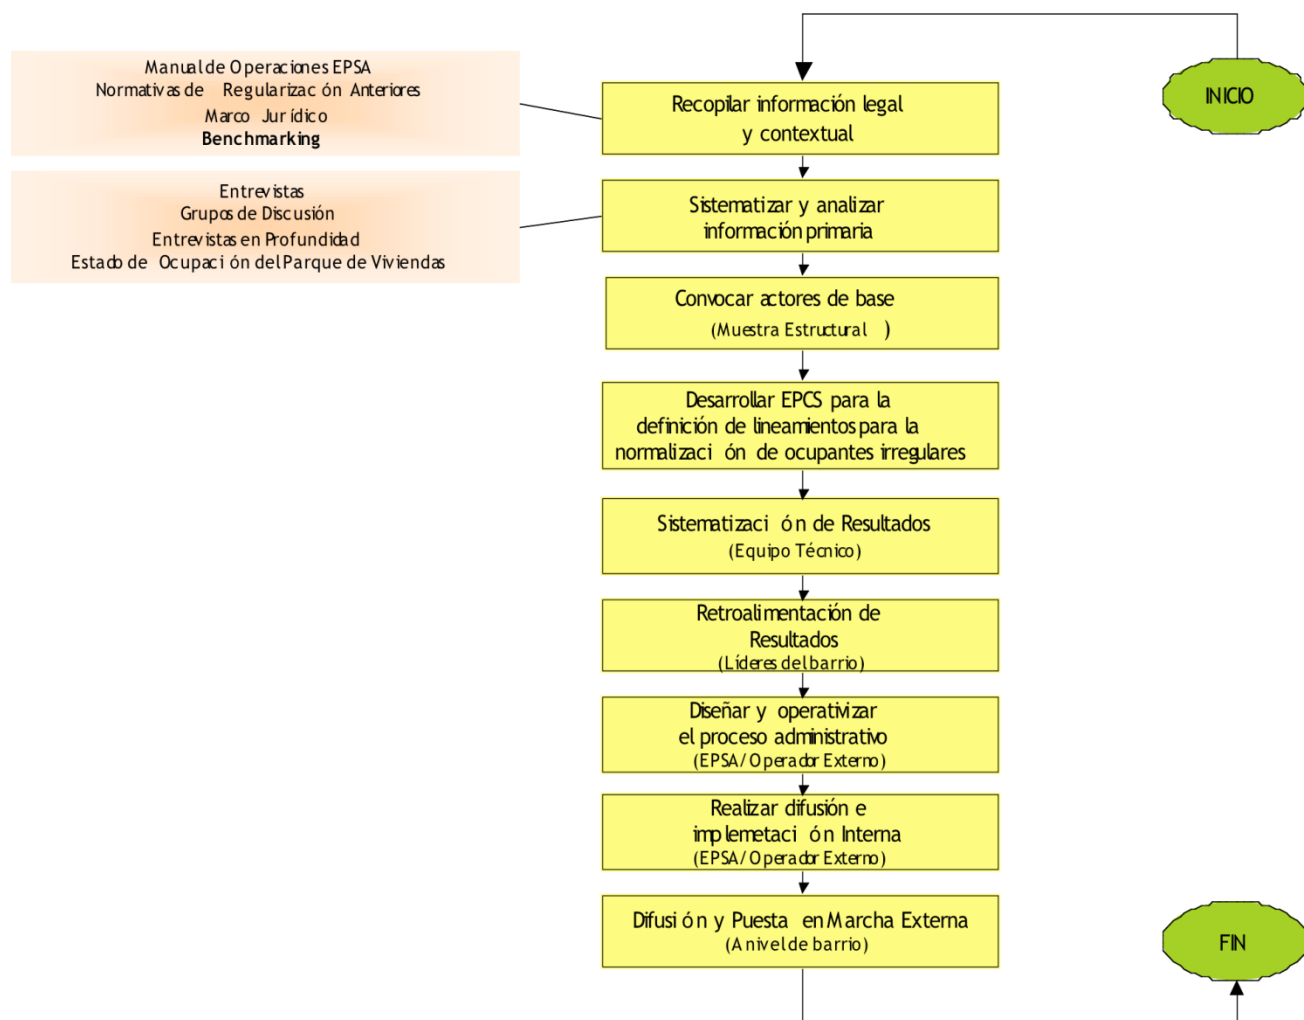 INICIO
Manual de Operaciones EPSA
Normativas de Regularizac ón Anteriores
Marco Jurídico
Benchmarking
Recopilar información legal
y contextual
Entrevistas
Grupos de Discusión
Entrevistas en Profundidad
Estado de Ocupación del Parque de Viviendas
Sistematizar y analizar
información primaria
Convocar actores de base
(Muestra Estructural )
Desarrollar EPCS para la
definición de lineamientos para la
normalización de ocupantes irregulares
Sistematización de Resultados
(Equipo Técnico)
Retroalimentación de
Resultados
(Líderes del barrio)
Diseñar y operativizar
el proceso administrativo
(EPSA/Operador Externo)
Realizar difusión e
implemetación Interna
(EPSA/Operador Externo)
Difusión y Puesta en Marcha Externa
(A nivel de barrio)
FIN